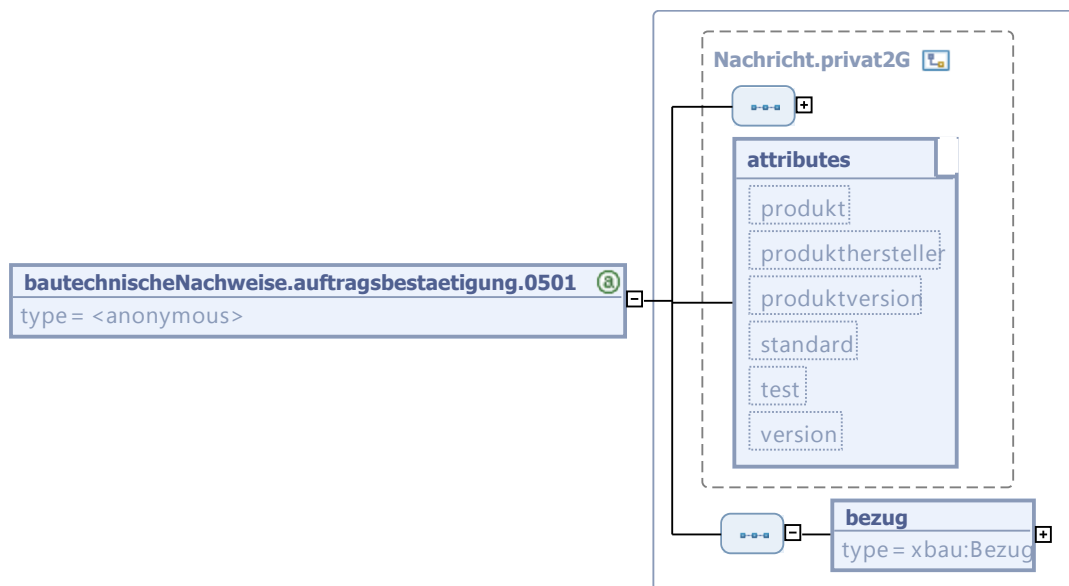 Nachricht.privat2G
attributes
produkt
produkthersteller
produktversion
standard
test
version
bautechnischeNachweise.auftragsbestaetigung.0501 a
type = <anonymous>
bezug
type = xbau:Bezug